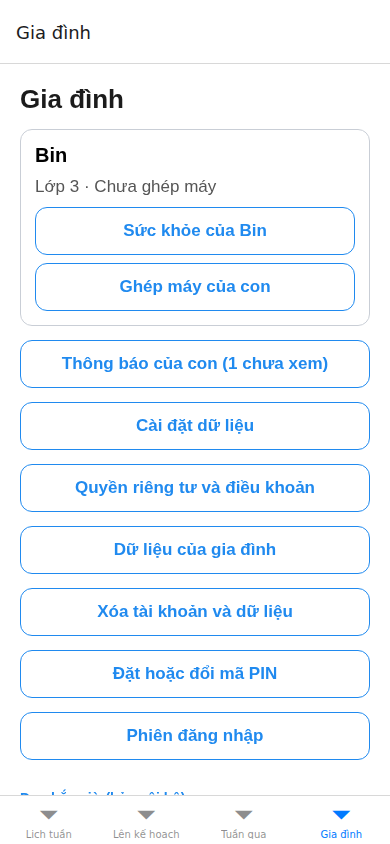 Gia đình
Gia đình
Bin
Lớp 3 · Chưa ghép máy
Sức khỏe của Bin
Ghép máy của con
Thông báo của con (1 chưa xem)
Cài đặt dữ liệu
Quyền riêng tư và điều khoản
Dữ liệu của gia đình
Xóa tài khoản và dữ liệu
Đặt hoặc đổi mã PIN
Phiên đăng nhập
Lịch tuần
Lên kế hoạch
Tuần qua
Gia đình